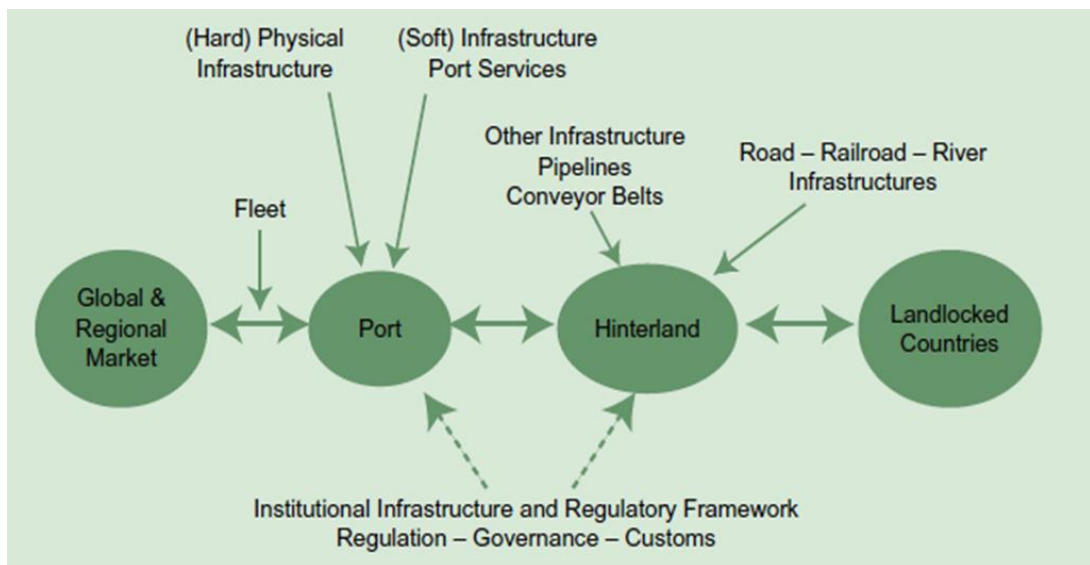 (Hard) Physical
Infrastructure
(Soft) Infrastructure
Port Services
Other Infrastructure
Pipelines
Conveyor Belts
Road – Railroad – River
Infrastructures
Fleet
Global &
Regional
Market
Port
Hinterland
Landlocked
Countries
Institutional Infrastructure and Regulatory Framework
Regulation – Governance – Customs